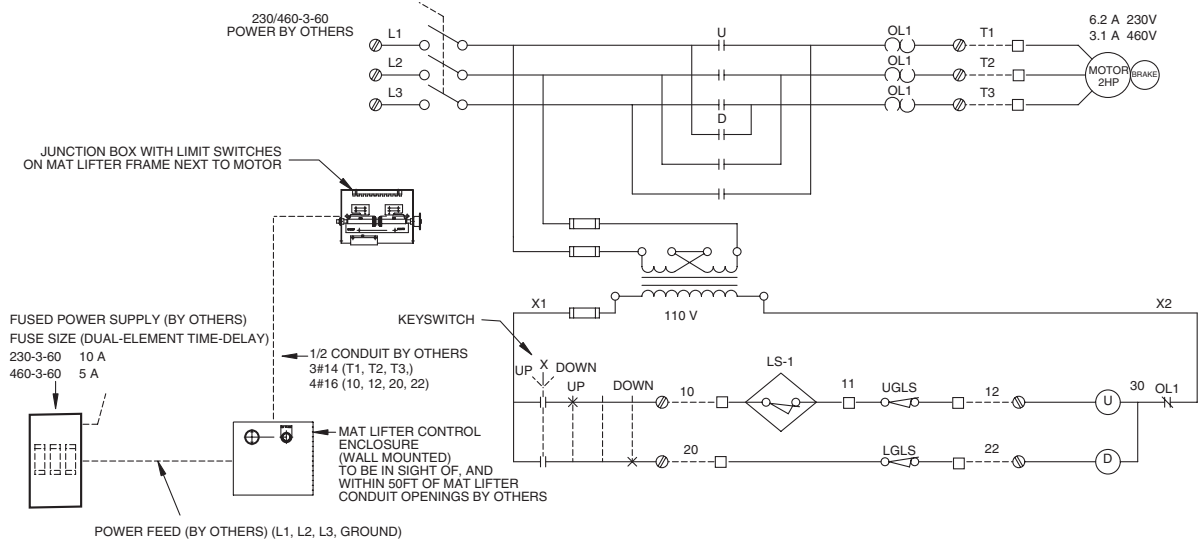 230/460-3-60
POWER BY OTHERS
L1
L2
L3
U
D
OL1
OL1
OL1
T1
T2
T3
6.2 A 230V
3.1 A 460V
MOTOR
2HP
BRAKE
JUNCTION BOX WITH LIMIT SWITCHES
ON MAT LIFTER FRAME NEXT TO MOTOR
FUSED POWER SUPPLY (BY OTHERS)
FUSE SIZE (DUAL-ELEMENT TIME-DELAY)
230-3-60 10 A
460-3-60 5 A
1/2 CONDUIT BY OTHERS
3#14 (T1, T2, T3,)
4#16 (10, 12, 20, 22)
MAT LIFTER CONTROL
ENCLOSURE
(WALL MOUNTED)
TO BE IN SIGHT OF, AND
WITHIN 50FT OF MAT LIFTER
CONDUIT OPENINGS BY OTHERS
POWER FEED (BY OTHERS) (L1, L2, L3, GROUND)
X1
110 V
X2
KEYSWITCH
UP X DOWN
UP DOWN
10
LS-1
11
UGLS
12
U
30
OL1
20
LGLS
22
D